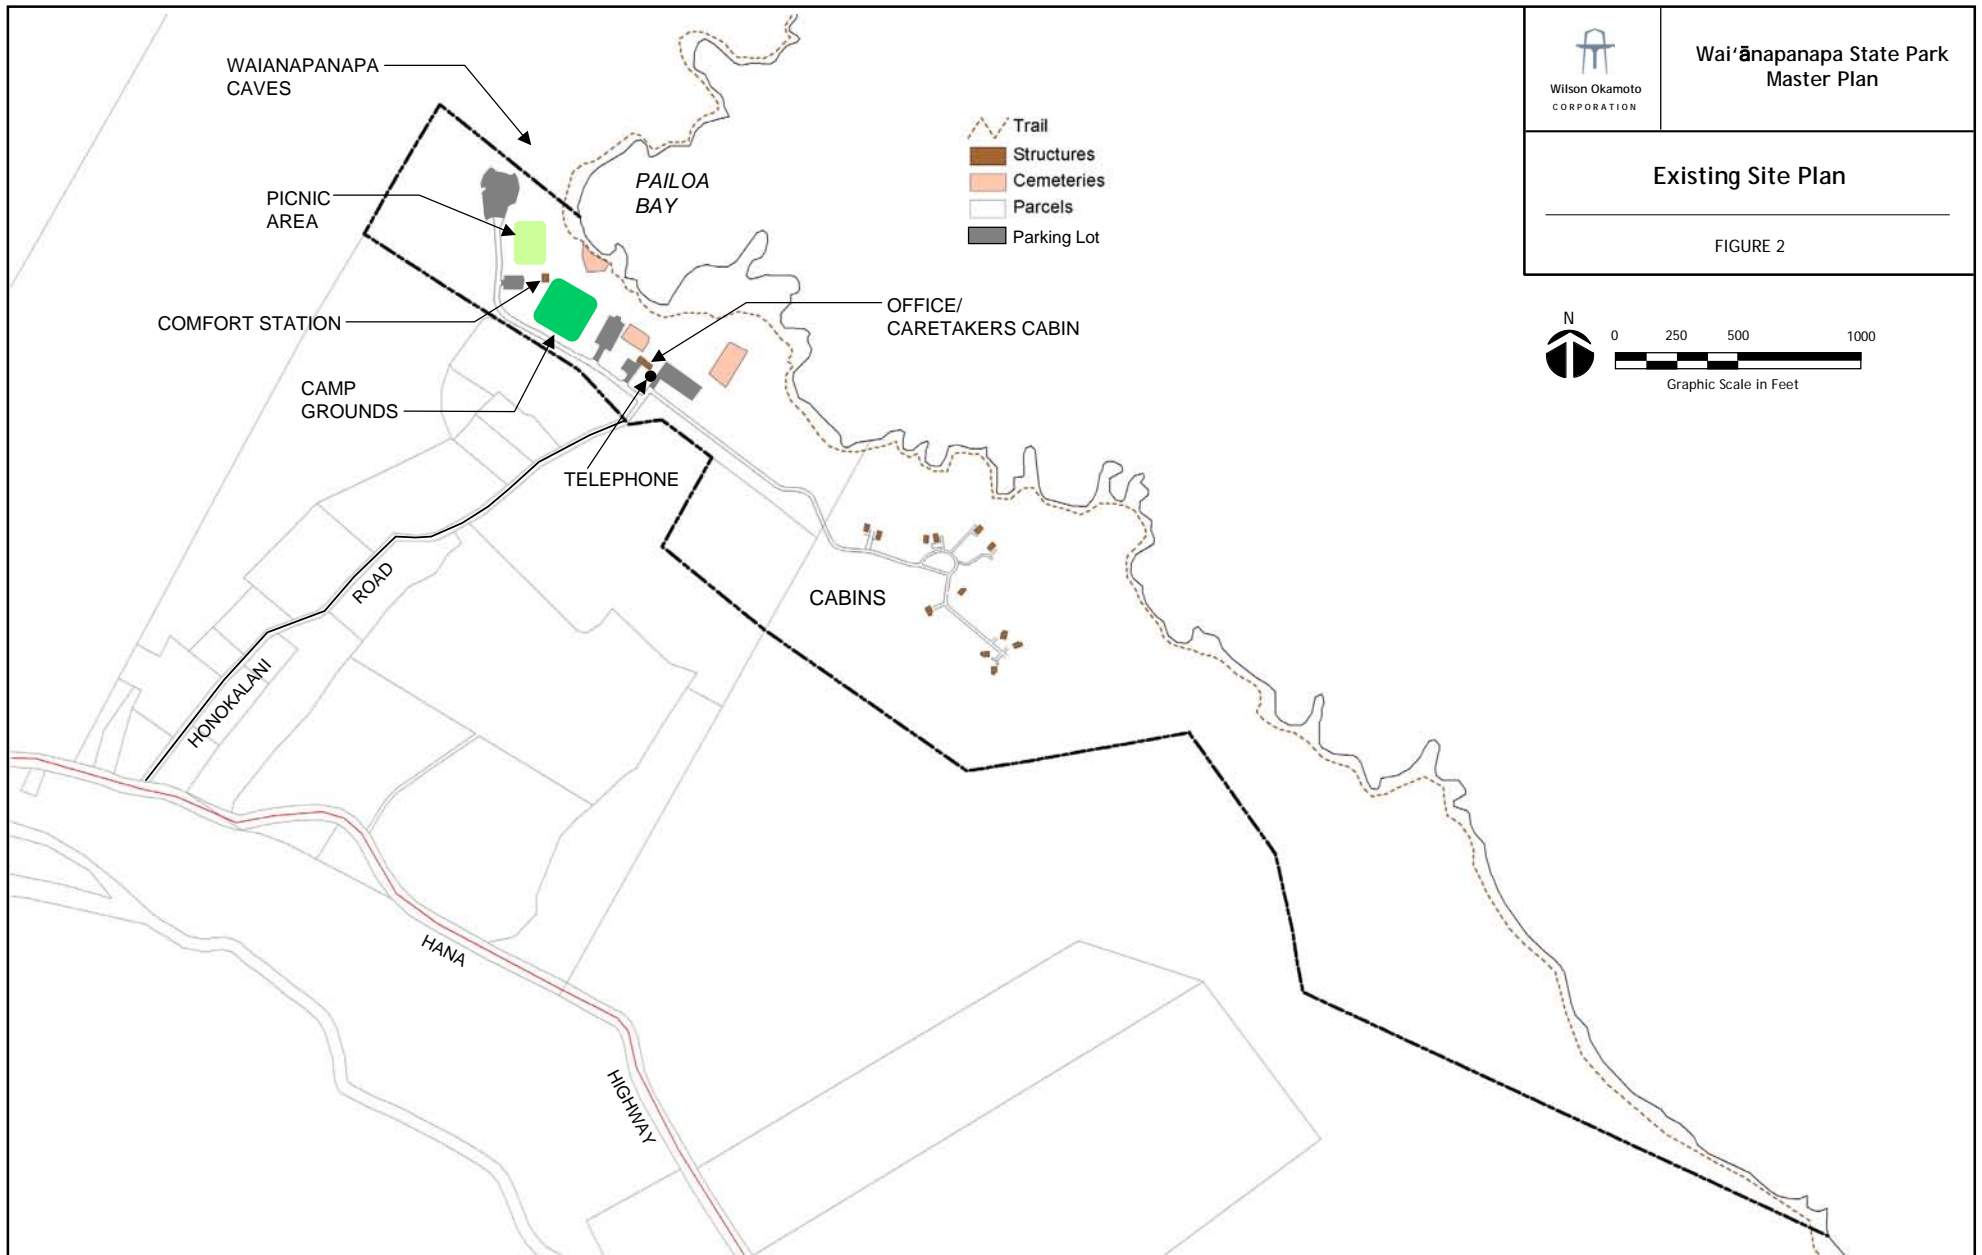 Wilson Okamoto
CORPORATION
Wai‘ānapanapa State Park
Master Plan
Existing Site Plan
FIGURE 2
WAIANAPANAPA
CAVES
PICNIC
AREA
COMFORT STATION
CAMP
GROUNDS
PAILOA
BAY
Trail
Structures
Cemeteries
Parcels
Parking Lot
OFFICE/
CARETAKERS CABIN
TELEPHONE
N
0 250 500 1000
Graphic Scale in Feet
CABINS
HONOKALANI ROAD
HANA HIGHWAY